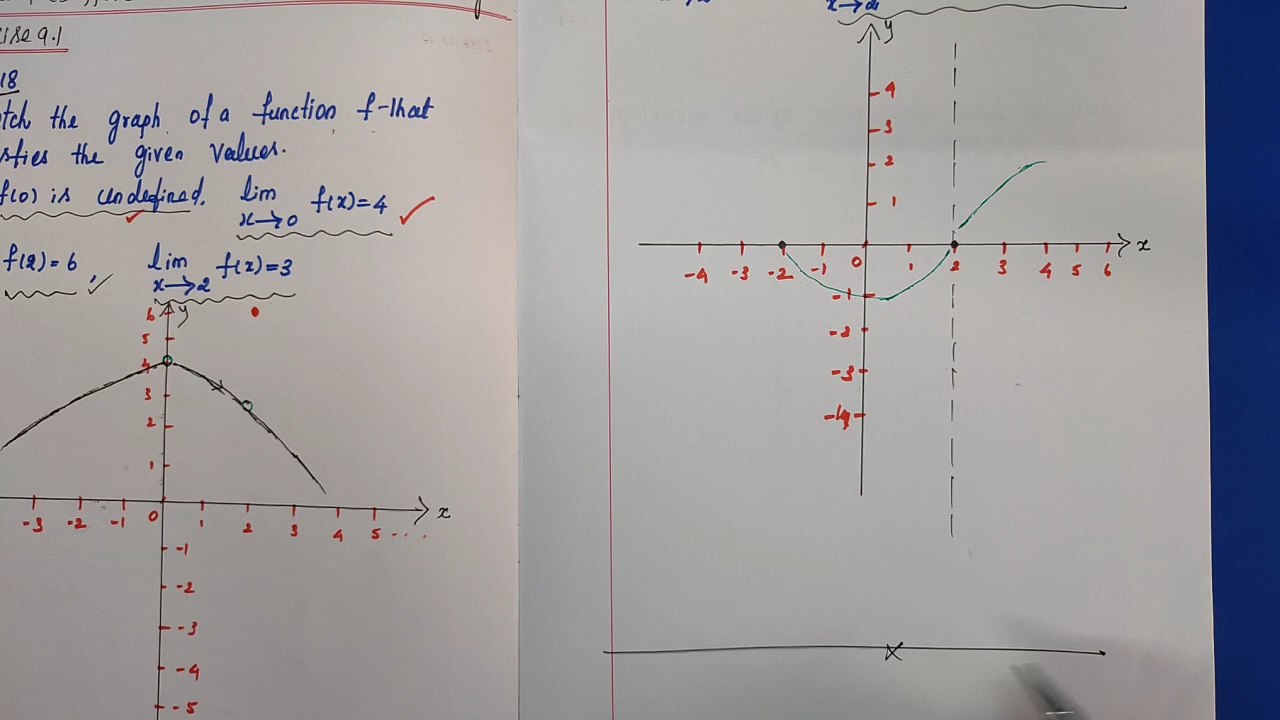 ise 9.1
18
tch the graph of a function f that
sfies the given values.
f(0) is undefined, lim f(x)=4
x→0
f(2)=6, lim f(x)=3
x→2
6 y
5
4
3
2
1
-3 -2 -1 0 1 2 3 4 5 .... x
-1
-2
-3
-4
-5
x→
y
4
3
2
1
x
-4 -3 -2 -1 0 1 2 3 4 5 6
-1
-2
-3
-4